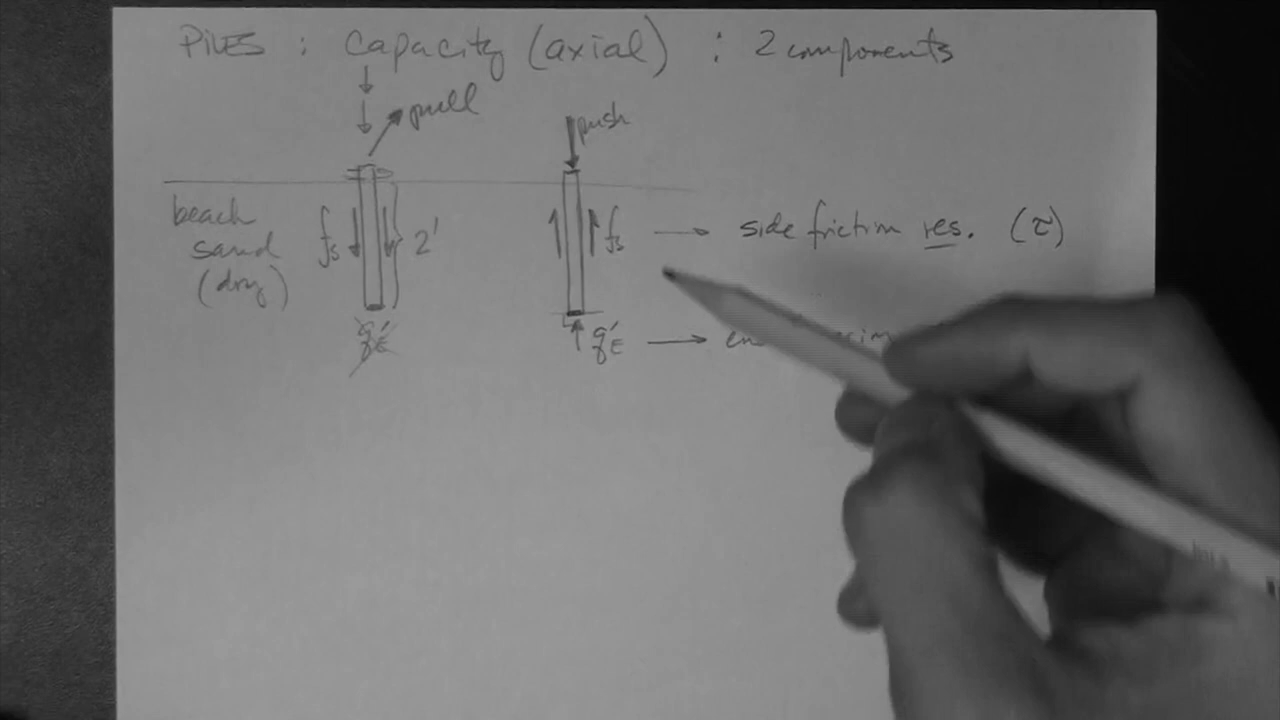 PILES : Capacity (axial) : 2 components
pull
push
beach
sand
(dry)
fs
2'
fs → side friction res. (τ)
q'E
q'E →